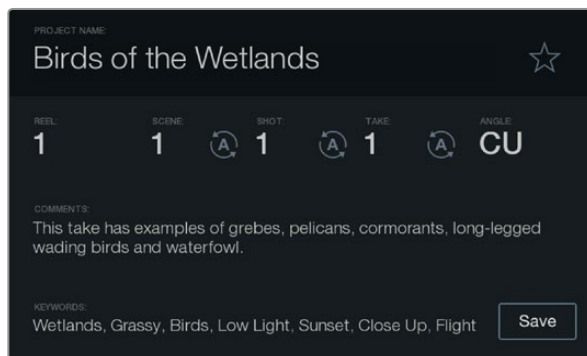 PROJECT NAME:
Birds of the Wetlands
REEL: SCENE: SHOT: TAKE: ANGLE:
1 1 A 1 A 1 A CU
COMMENTS:
This take has examples of grebes, pelicans, cormorants, long-legged
wading birds and waterfowl.
KEYWORDS:
Wetlands, Grassy, Birds, Low Light, Sunset, Close Up, Flight
Save